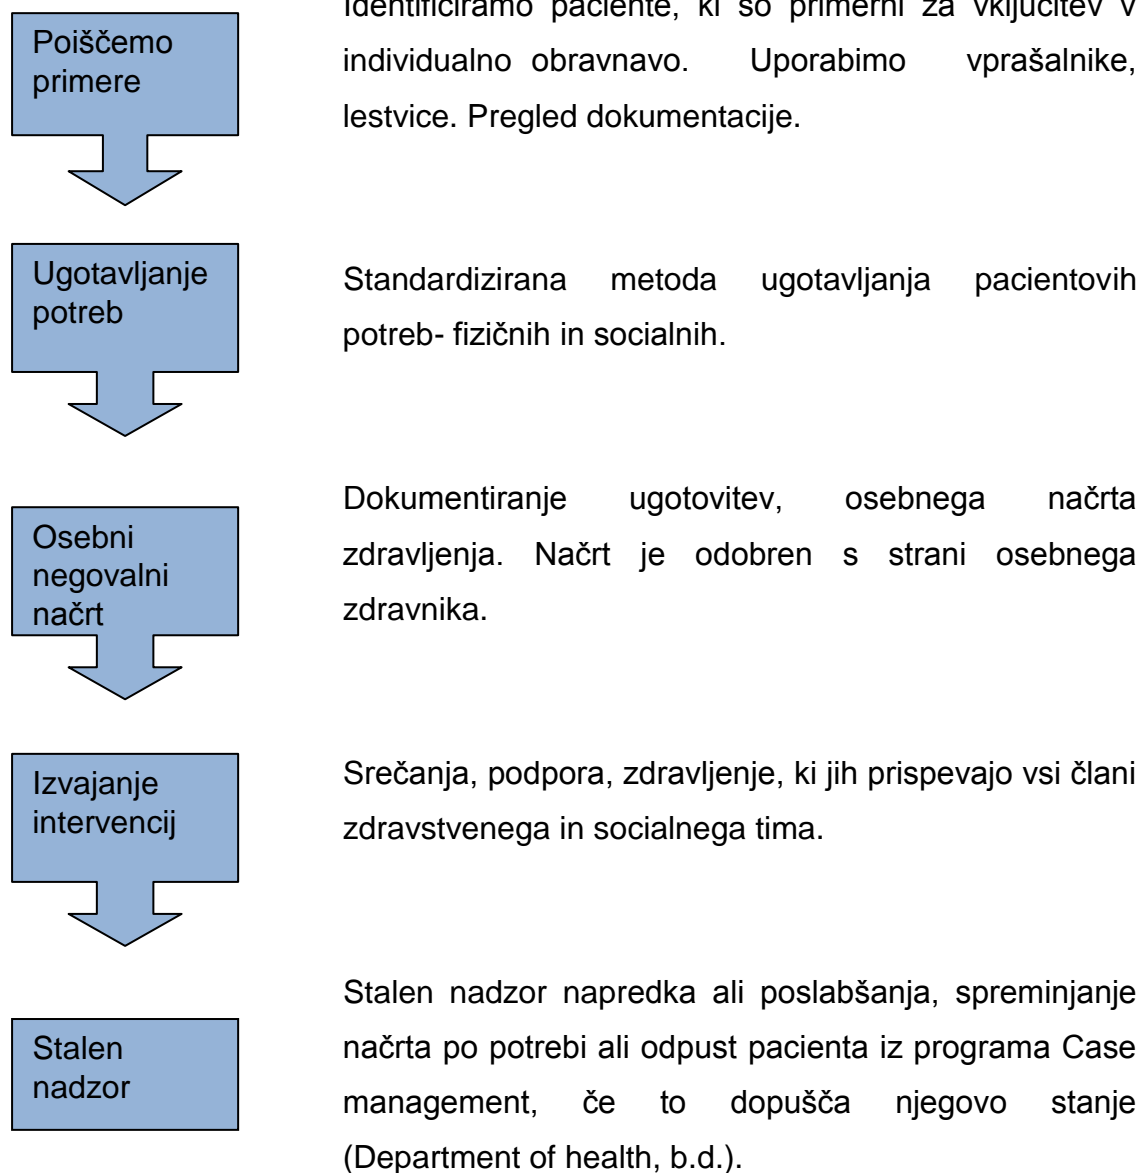 Poiščemo
primere
Identificiramo paciente, ki so primerni za vključitev v
individualno obravnavo. Uporabimo vprašalnike,
lestvice. Pregled dokumentacije.
Ugotavljanje
potreb
Standardizirana metoda ugotavljanja pacientovih
potreb- fizičnih in socialnih.
Osebni
negovalni
načrt
Dokumentiranje ugotovitev, osebnega načrta
zdravljenja. Načrt je odobren s strani osebnega
zdravnika.
Izvajanje
intervencij
Srečanja, podpora, zdravljenje, ki jih prispevajo vsi člani
zdravstvenega in socialnega tima.
Stalen
nadzor
Stalen nadzor napredka ali poslabšanja, spreminjanje
načrta po potrebi ali odpust pacienta iz programa Case
management, če to dopušča njegovo stanje
(Department of health, b.d.).